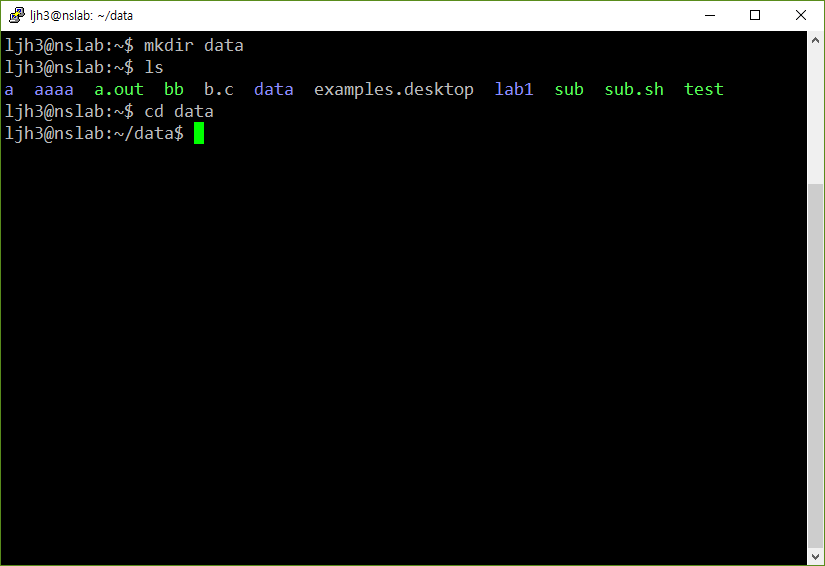 ljh3@nslab: ~/data
ljh3@nslab:~$ mkdir data
ljh3@nslab:~$ ls
a  aaaa  a.out  bb  b.c  data  examples.desktop  lab1  sub  sub.sh  test
ljh3@nslab:~$ cd data
ljh3@nslab:~/data$